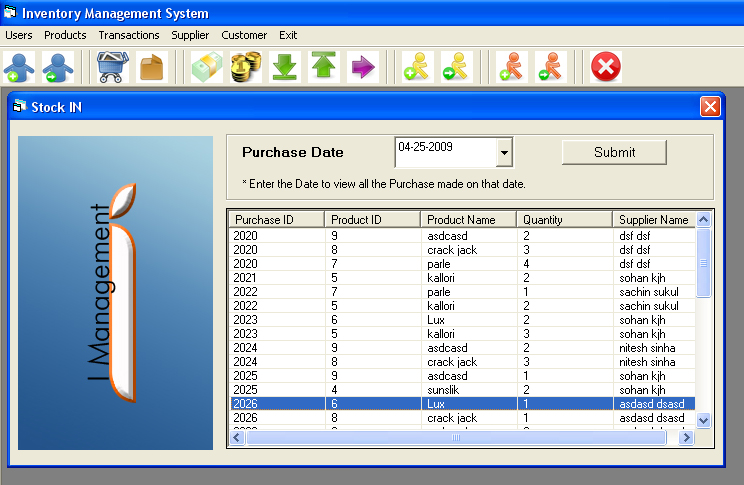 Inventory Management System
Users Products Transactions Supplier Customer Exit
Stock IN
I Management
Purchase Date 04-25-2009 Submit
* Enter the Date to view all the Purchase made on that date.
Purchase ID Product ID Product Name Quantity Supplier Name
2020 9 asdcasd 2 dsf dsf
2020 8 crack jack 3 dsf dsf
2020 7 parle 4 dsf dsf
2021 5 kallori 2 sohan kjh
2022 7 parle 1 sachin sukul
2022 5 kallori 2 sachin sukul
2023 6 Lux 2 sohan kjh
2023 5 kallori 3 sohan kjh
2024 9 asdcasd 2 nitesh sinha
2024 8 crack jack 3 nitesh sinha
2025 9 asdcasd 1 sohan kjh
2025 4 sunslik 2 sohan kjh
2026 6 Lux 1 asdasd dsasd
2026 8 crack jack 1 asdasd dsasd